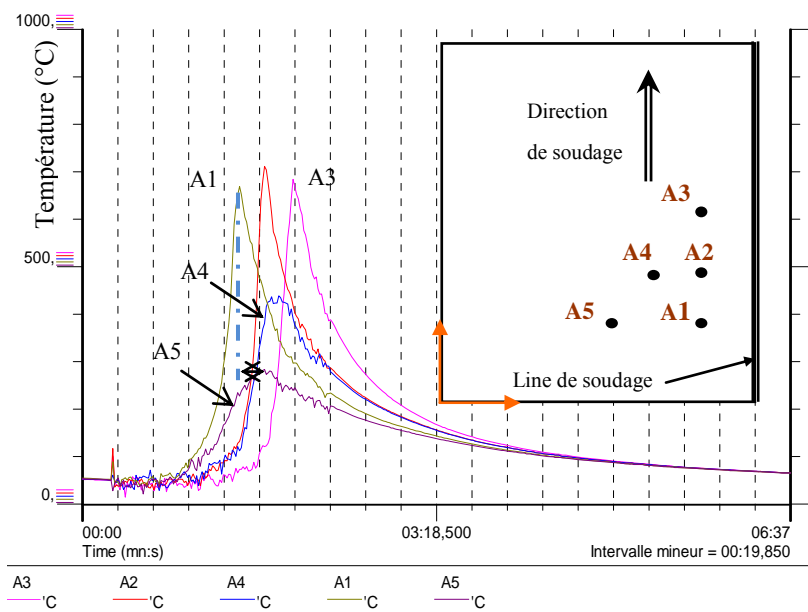 1000,
Température (°C)
500,
0,
A1
A3
A4
A5
Direction
de soudage
A3
A4
A2
A5
A1
Line de soudage
00:00
03:18,500
06:37
Time (mn:s)
Intervalle mineur = 00:19,850
A3
A2
A4
A1
A5
'C
'C
'C
'C
'C